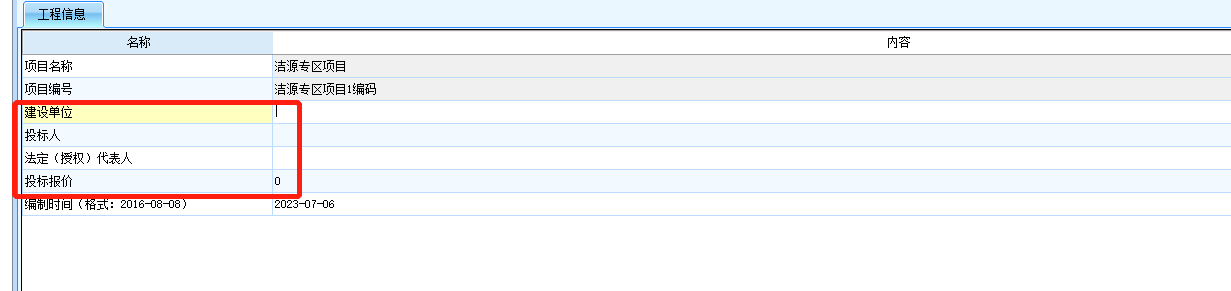 工程信息
名称 内容
项目名称 洁源专区项目
项目编号 洁源专区项目1编码
建设单位
投标人
法定（授权）代表人
投标报价 0
编制时间（格式：2016-08-08） 2023-07-06